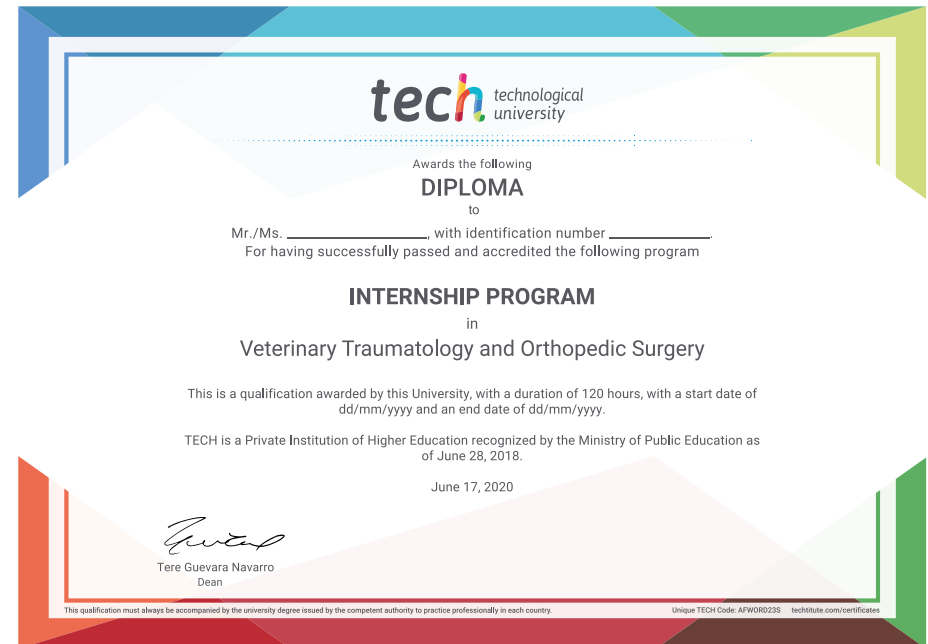 tech technological
university
Awards the following
DIPLOMA
to
Mr./Ms. ____________, with identification number ____________.
For having successfully passed and accredited the following program
INTERNSHIP PROGRAM
in
Veterinary Traumatology and Orthopedic Surgery
This is a qualification awarded by this University, with a duration of 120 hours, with a start date of
dd/mm/yyyy and an end date of dd/mm/yyyy.
TECH is a Private Institution of Higher Education recognized by the Ministry of Public Education as
of June 28, 2018.
June 17, 2020
Tere Guevara Navarro
Dean
This qualification must always be accompanied by the university degree issued by the competent authority to practice professionally in each country.
Unique TECH Code: AFWORD23S techtitute.com/certificates